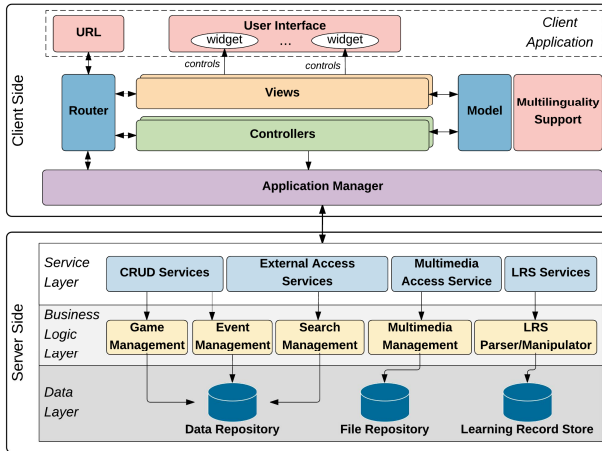 Client Side
URL
User Interface
widget
...
widget
Client
Application
controls
controls
Router
Views
Controllers
Model
Multilinguality
Support
Application Manager
Server Side
Service
Layer
CRUD Services
External Access
Services
Multimedia
Access Service
LRS Services
Business
Logic
Layer
Game
Management
Event
Management
Search
Management
Multimedia
Management
LRS
Parser/Manipulator
Data
Layer
Data Repository
File Repository
Learning Record Store